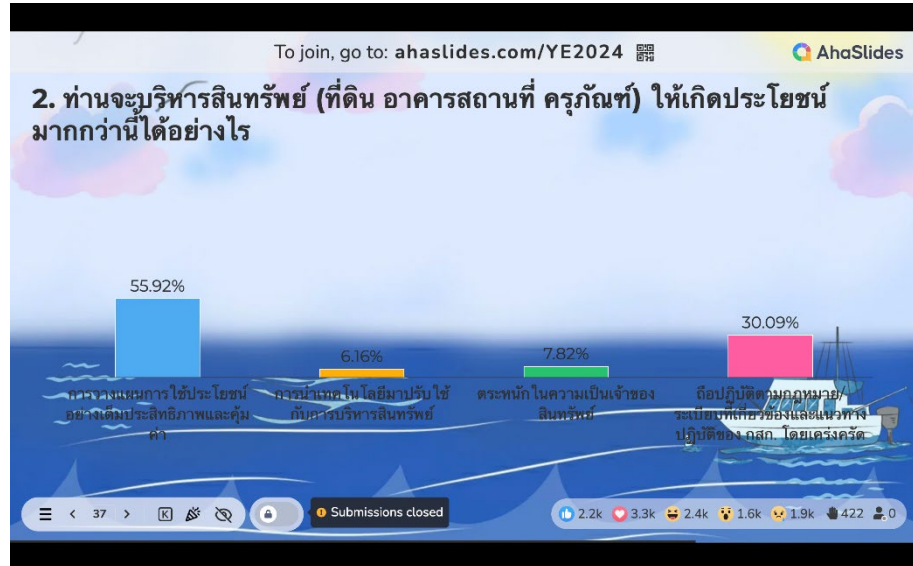 To join, go to: ahaslides.com/YE2024
AhaSlides
2. ท่านจะบริหารสินทรัพย์ (ที่ดิน อาคารสถานที่ ครุภัณฑ์) ให้เกิดประโยชน์
มากกว่านี้ได้อย่างไร
55.92%
6.16%
7.82%
30.09%
การวางแผนการใช้ประโยชน์
อย่างเต็มประสิทธิภาพและคุ้ม
ค่า
การนำเทคโนโลยีมาปรับใช้
กับการบริหารสินทรัพย์
ตระหนักในความเป็นเจ้าของ
สินทรัพย์
ถือปฏิบัติตามกฎหมาย/
ระเบียบที่เกี่ยวข้องและแนวทาง
ปฏิบัติของ กสก. โดยเคร่งครัด
37
K
Submissions closed
2.2k 3.3k 2.4k 1.6k 1.9k 422 0